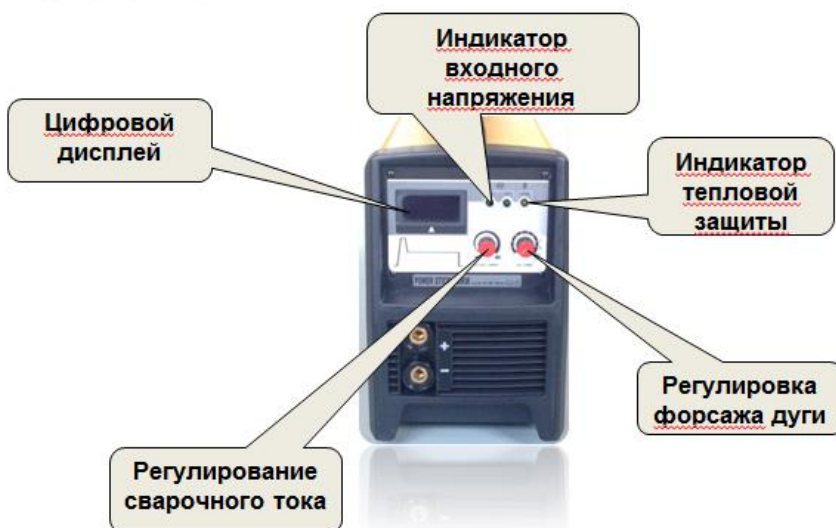 Индикатор
входного
напряжения
Цифровой
дисплей
Индикатор
тепловой
защиты
+
-
Регулировка
форсажа дуги
Регулирование
сварочного тока